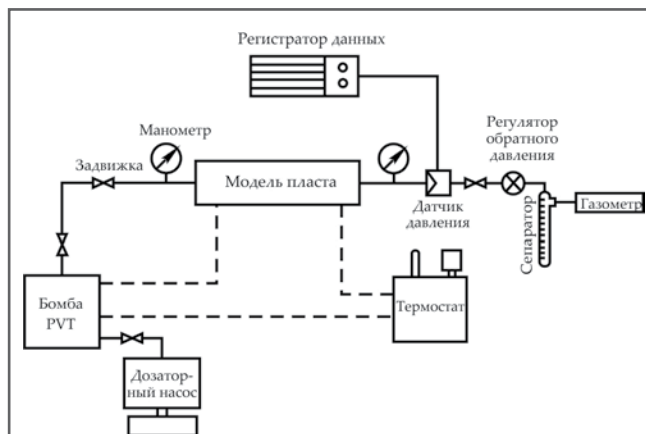 Регистратор данных
Манометр
Регулятор
обратного
давления
Задвижка
Модель пласта
Датчик
давления
Сепаратор
Газометр
Бомба
PVT
Термостат
Дозатор-
ный насос